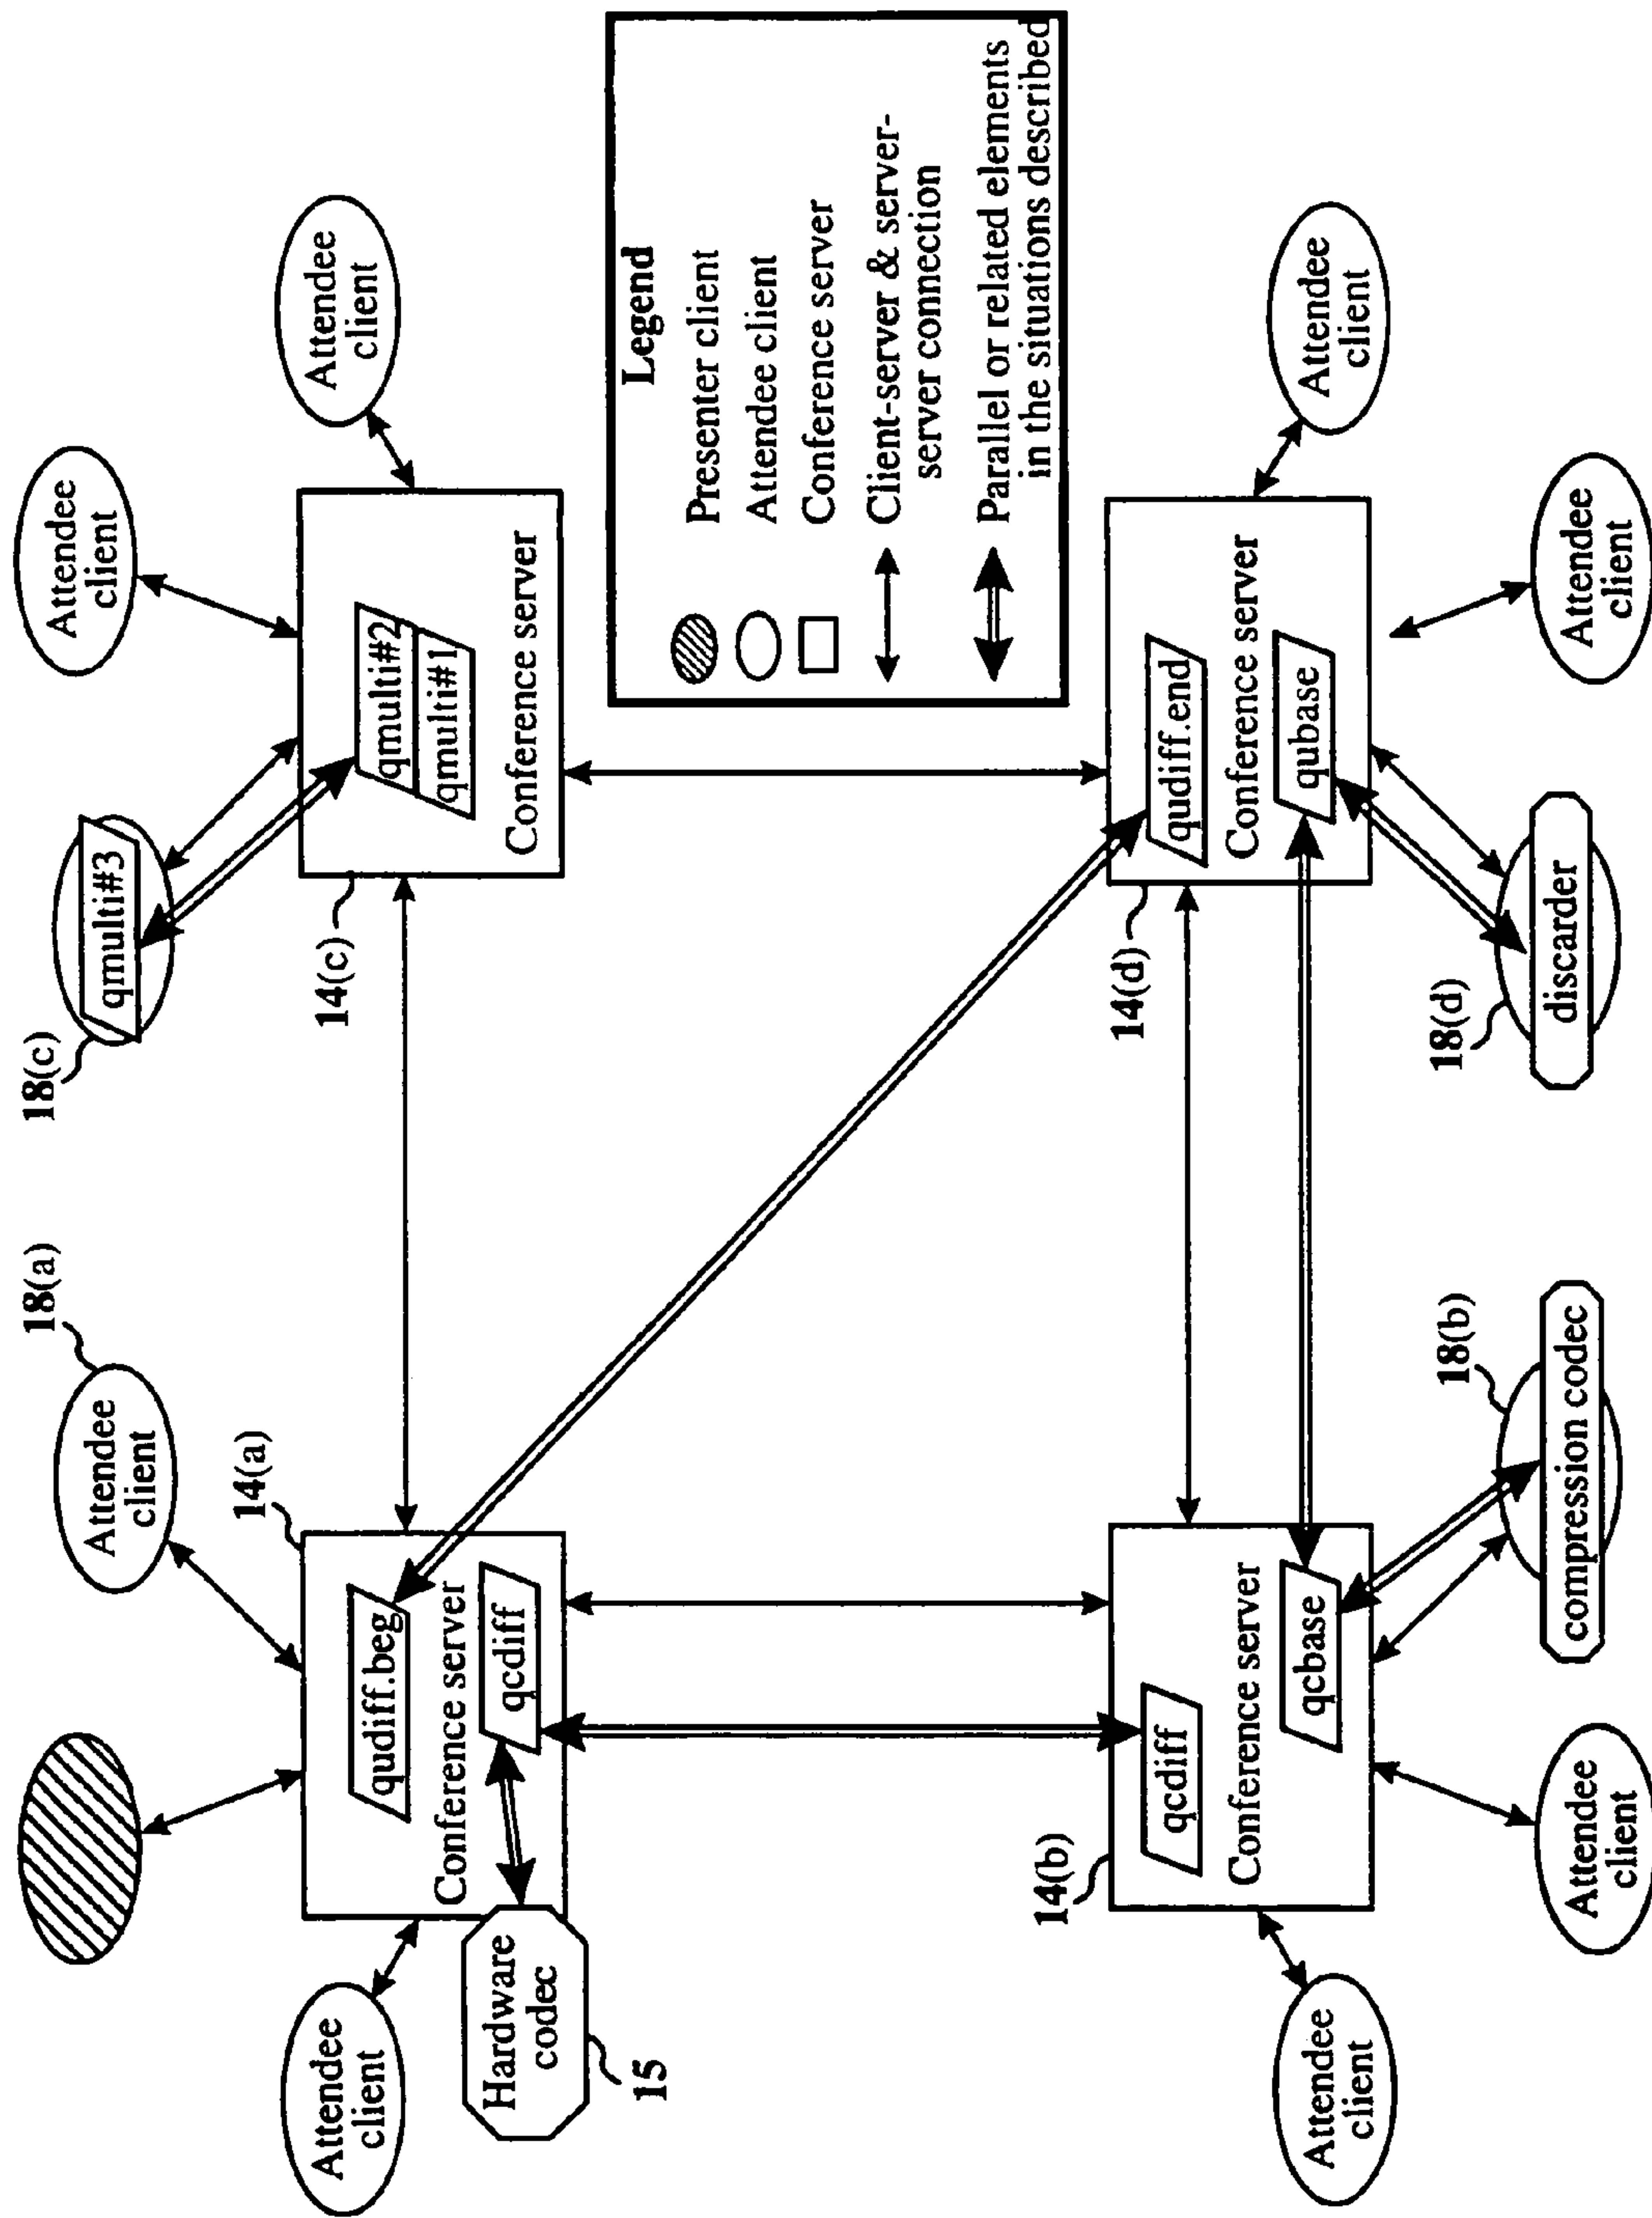 18(a)
18(c)
Attendee
client
qmulti#3
Attendee
client
14(a)
14(c)
Attendee
client
Attendee
client
qudiff.beg
Conference server
qcdiff
qmulti#2
qmulti#1
Conference server
Hardware
codec
15
Legend
Presenter client
Attendee client
Conference server
Client-server & server-
server connection
Parallel or related elements
in the situations described
14(b)
14(d)
qcdiff
Conference server
qcbase
qudiff.end
Conference server
qubase
Attendee
client
Attendee
client
18(b)
18(d)
Attendee
client
compression codec
discarder
Attendee
client